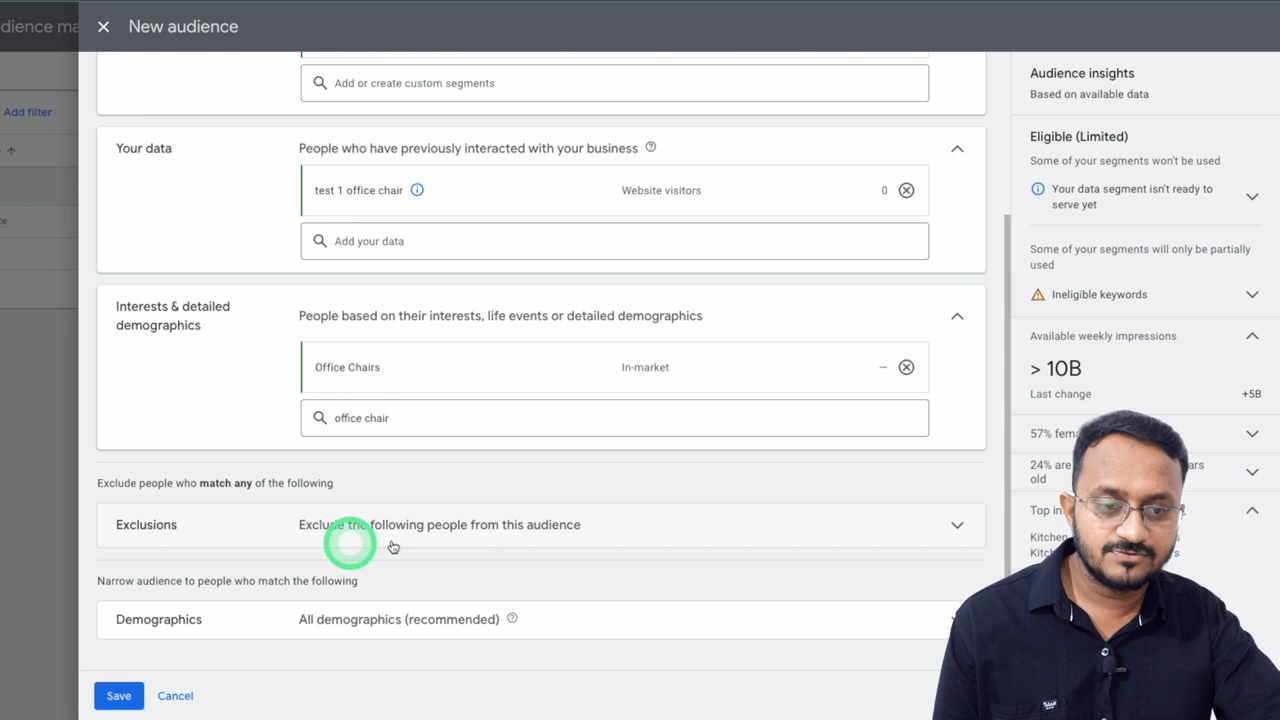 dience ma
New audience
Add filter
ce
Add or create custom segments
Your data
People who have previously interacted with your business
test 1 office chair
Website visitors
0
Add your data
Interests & detailed
demographics
People based on their interests, life events or detailed demographics
Office Chairs
In-market
–
office chair
Exclude people who match any of the following
Exclusions
Exclude the following people from this audience
Narrow audience to people who match the following
Demographics
All demographics (recommended)
Save
Cancel
Audience insights
Based on available data
Eligible (Limited)
Some of your segments won't be used
Your data segment isn't ready to
serve yet
Some of your segments will only be partially
used
Ineligible keywords
Available weekly impressions
> 10B
Last change
+5B
57% fem
24% are
ars
old
Top in
Kitchen
Kitc